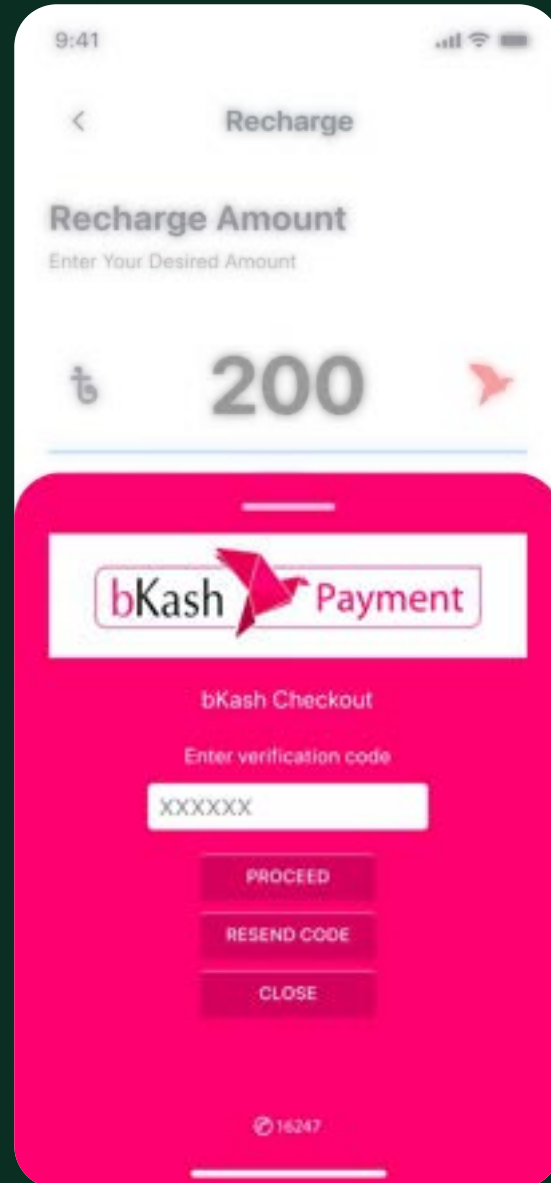 9:41
Recharge
Recharge Amount
Enter Your Desired Amount
৳ 200
bKash Payment
bKash Checkout
Enter verification code
XXXXXX
PROCEED
RESEND CODE
CLOSE
16247